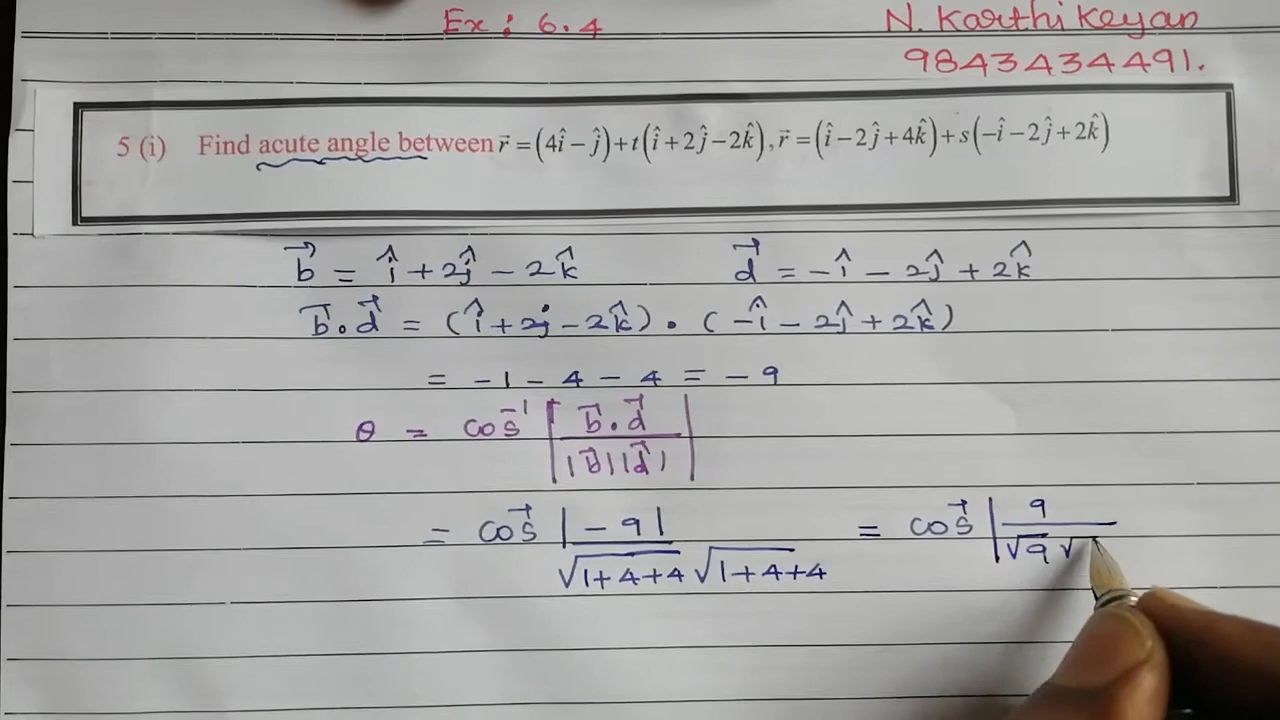 Ex: 6.4 N. Karthikeyan
9843434491.
5 (i) Find acute angle between r⃗ = (4î − ĵ) + t(î + 2ĵ − 2k̂), r⃗ = (î − 2ĵ + 4k̂) + s(−î − 2ĵ + 2k̂)
b⃗ = î + 2ĵ − 2k̂ d⃗ = −î − 2ĵ + 2k̂
b⃗ . d⃗ = (î + 2j − 2k̂) . (−î − 2ĵ + 2k̂)
= −1 − 4 − 4 = −9
θ = cos⁻¹ | b⃗ . d⃗ / |b⃗| |d⃗| |
= cos⁻¹ |−9| / √1+4+4 √1+4+4 = cos⁻¹ | 9 / √9 √